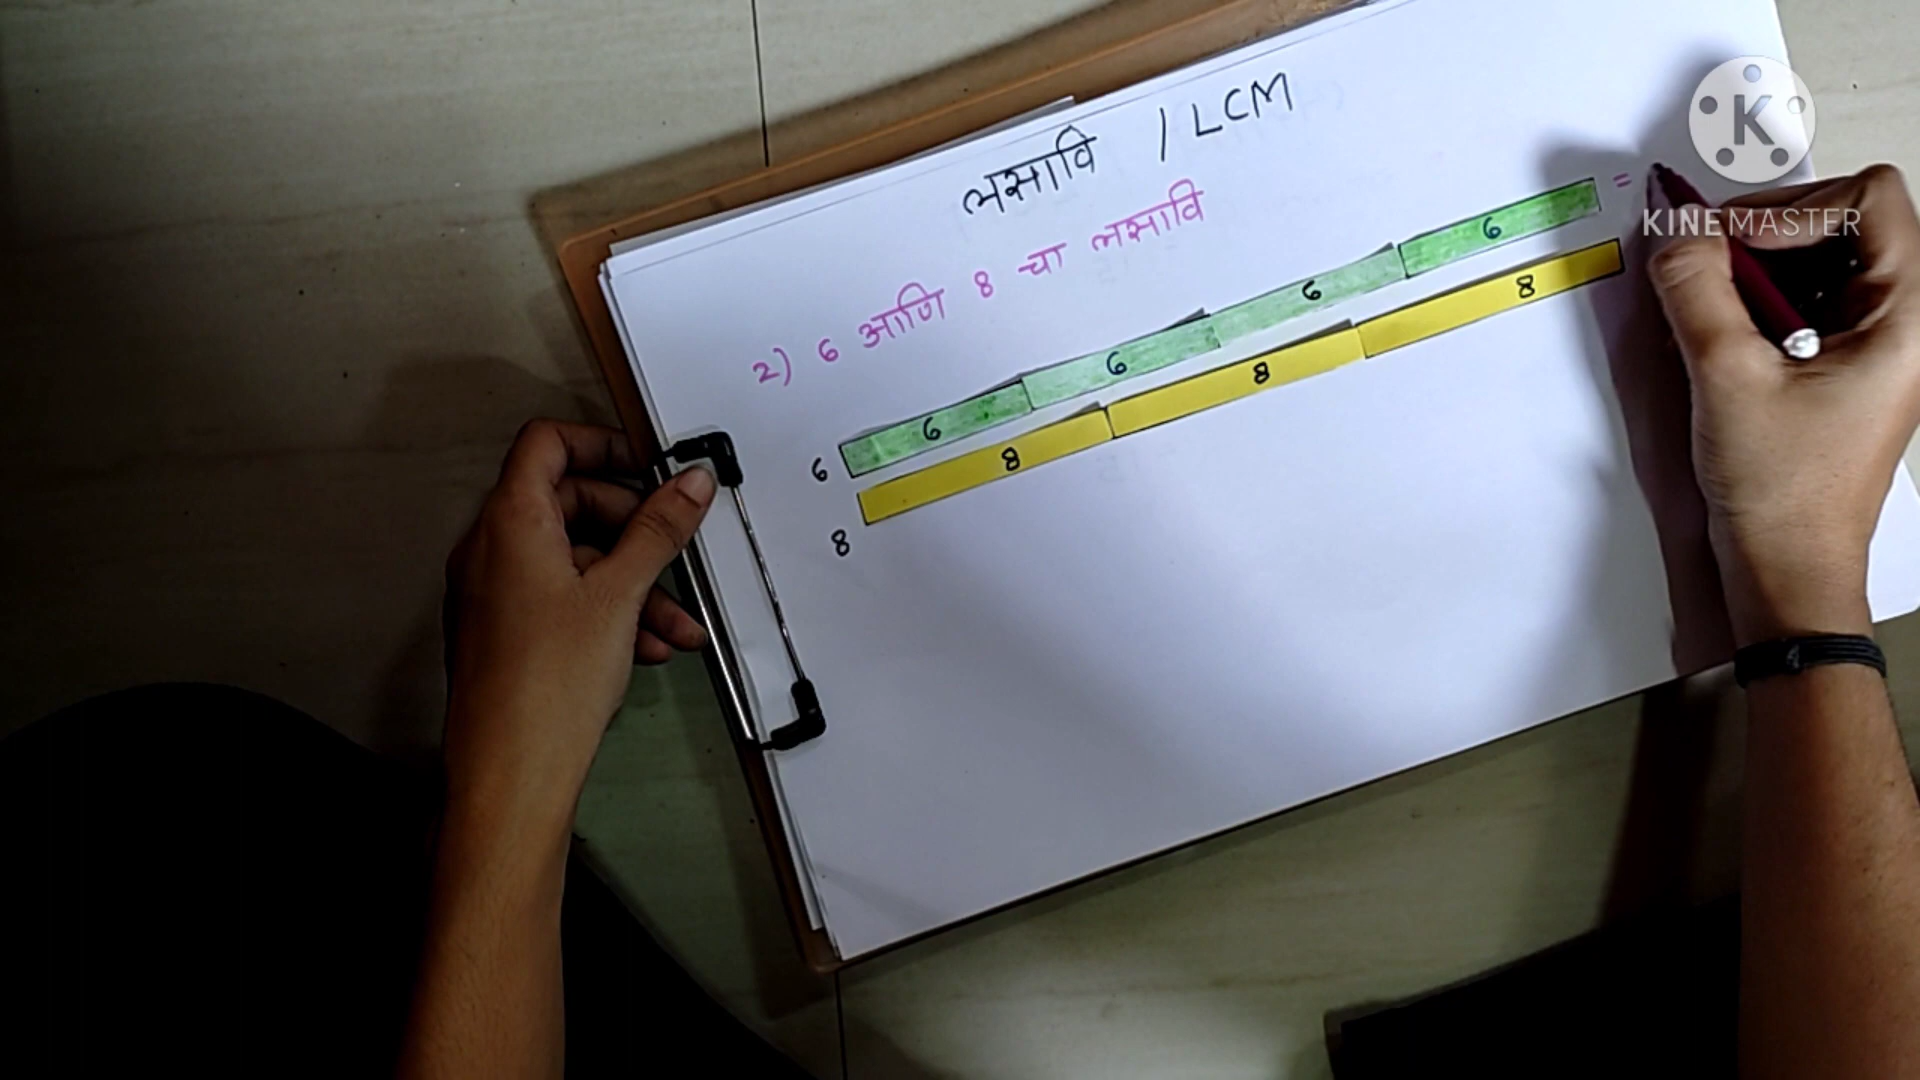 लसावि / LCM
2) 6 आणि 8 चा लसावि
6 6 6 6 6 =
8 8 8 8
K
KINEMASTER